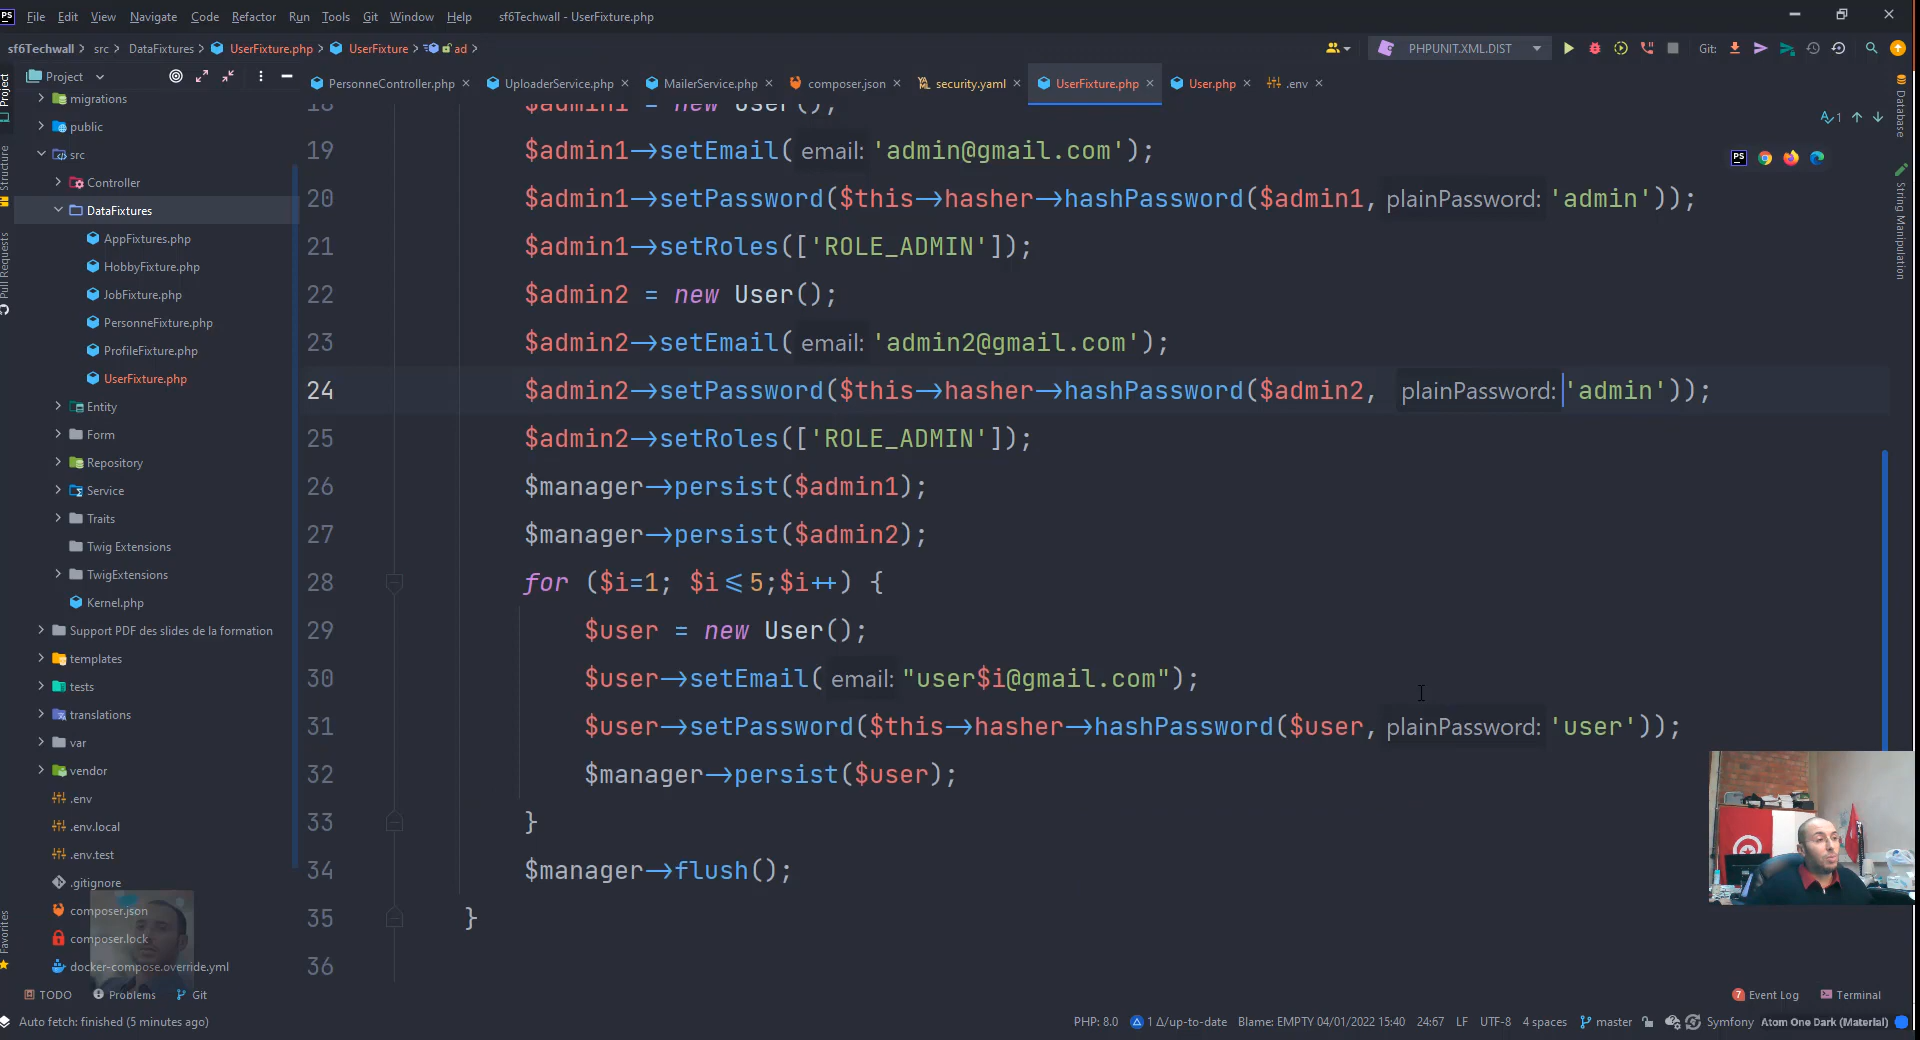 PS File Edit View Navigate Code Refactor Run Tools Git Window Help sf6Techwall - UserFixture.php
sf6Techwall > src > DataFixtures > UserFixture.php > UserFixture > ad >
PHPUNIT.XML.DIST
Git:
Project
PersonneController.php
UploaderService.php
MailerService.php
composer.json
security.yaml
UserFixture.php
User.php
.env
Project
Structure
Pull Requests
Favorites
Database
String Manipulation
1
migrations
public
src
Controller
DataFixtures
AppFixtures.php
HobbyFixture.php
JobFixture.php
PersonneFixture.php
ProfileFixture.php
UserFixture.php
Entity
Form
Repository
Service
Traits
Twig Extensions
TwigExtensions
Kernel.php
Support PDF des slides de la formation
templates
tests
translations
var
vendor
.env
.env.local
.env.test
.gitignore
composer.json
composer.lock
docker-compose.override.yml
18 $admin1 = new User();
19 $admin1->setEmail( email: 'admin@gmail.com');
20 $admin1->setPassword($this->hasher->hashPassword($admin1, plainPassword: 'admin'));
21 $admin1->setRoles(['ROLE_ADMIN']);
22 $admin2 = new User();
23 $admin2->setEmail( email: 'admin2@gmail.com');
24 $admin2->setPassword($this->hasher->hashPassword($admin2, plainPassword: 'admin'));
25 $admin2->setRoles(['ROLE_ADMIN']);
26 $manager->persist($admin1);
27 $manager->persist($admin2);
28 for ($i=1; $i<=5;$i++) {
29 $user = new User();
30 $user->setEmail( email: "user$i@gmail.com");
31 $user->setPassword($this->hasher->hashPassword($user, plainPassword: 'user'));
32 $manager->persist($user);
33 }
34 $manager->flush();
35 }
36
TODO Problems Git
7 Event Log Terminal
Auto fetch: finished (5 minutes ago)
PHP: 8.0 1 Δ/up-to-date Blame: EMPTY 04/01/2022 15:40 24:67 LF UTF-8 4 spaces master Symfony Atom One Dark (Material)